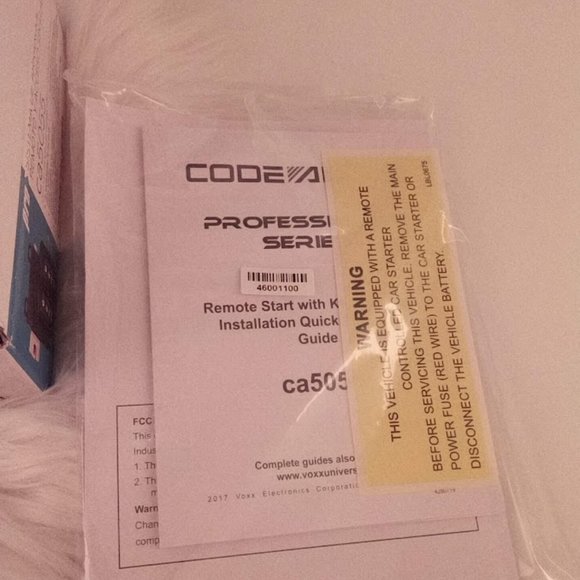 CODE
PROFESS
SERIE
46001100
Remote Start with K
Installation Quick
Guide
ca505
Complete guides also
www.voxxuniver
2017 Voxx Electronics Corporatio
FCC
This
Indus
1. Th
2. Th
m
Warn
Chan
comp
WARNING
THIS VEHICLE IS EQUIPPED WITH A REMOTE
CONTROLLED CAR STARTER
BEFORE SERVICING THIS VEHICLE. REMOVE THE MAIN
POWER FUSE (RED WIRE) TO THE CAR STARTER OR
DISCONNECT THE VEHICLE BATTERY.
LBL0675